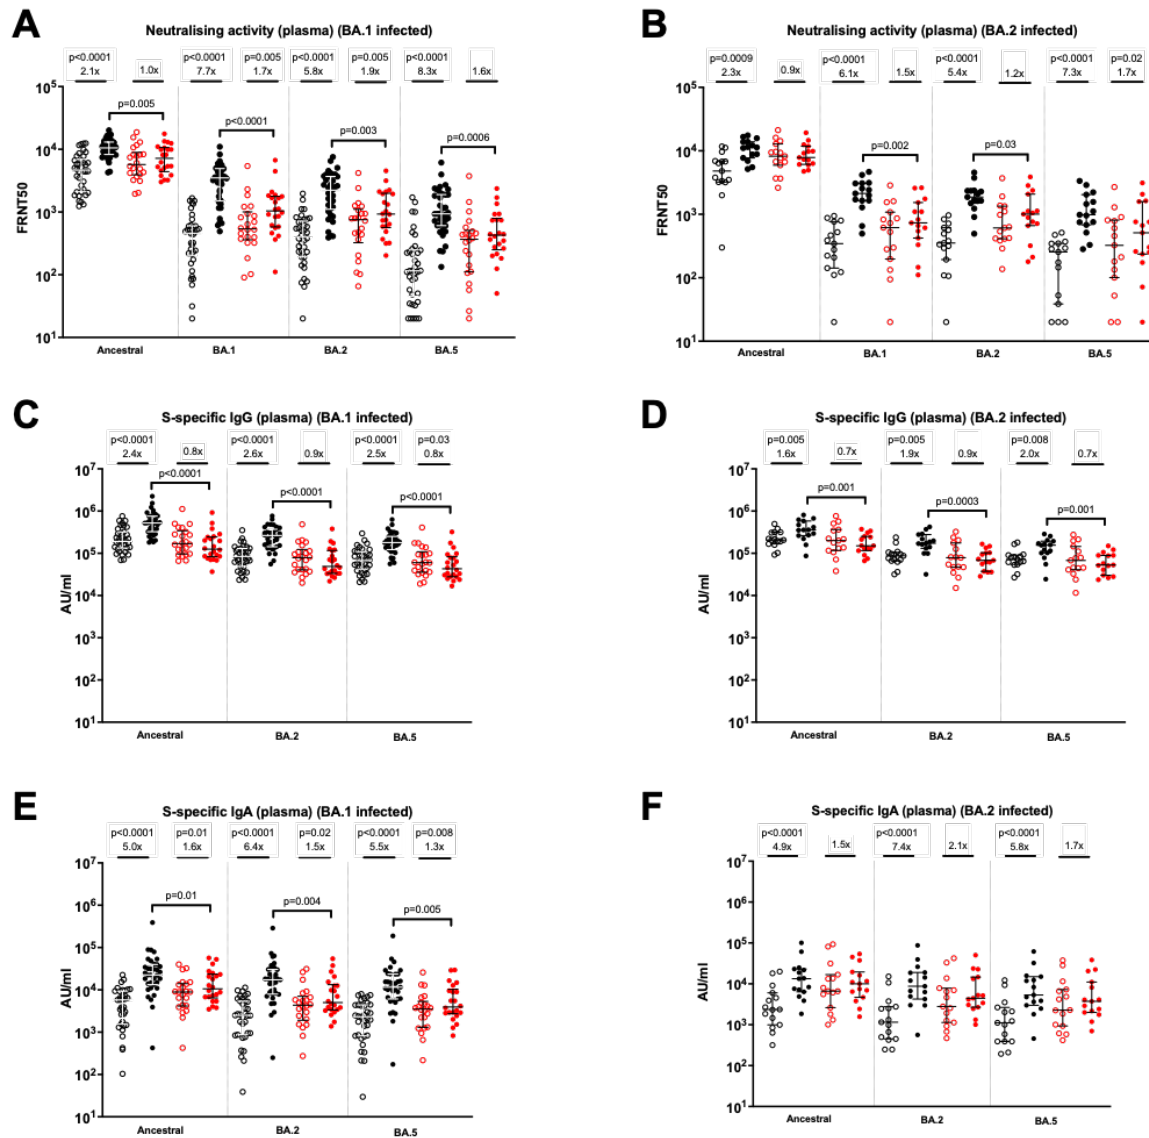 A
Neutralising activity (plasma) (BA.1 infected)
p<0.0001 p<0.0001 p=0.005 p<0.0001 p=0.005 p<0.0001
2.1x 1.0x 7.7x 1.7x 5.8x 1.9x 8.3x 1.6x
p=0.005 p<0.0001 p=0.003 p=0.0006
FRNT50
10^5
10^4
10^3
10^2
10^1
Ancestral BA.1 BA.2 BA.5
B
Neutralising activity (plasma) (BA.2 infected)
p=0.0009 p<0.0001 p<0.0001 p<0.0001 p=0.02
2.3x 0.9x 6.1x 1.5x 5.4x 1.2x 7.3x 1.7x
p=0.002 p=0.03
FRNT50
10^5
10^4
10^3
10^2
10^1
Ancestral BA.1 BA.2 BA.5
C
S-specific IgG (plasma) (BA.1 infected)
p<0.0001 p<0.0001 p<0.0001 p=0.03
2.4x 0.8x 2.6x 0.9x 2.5x 0.8x
p<0.0001 p<0.0001 p<0.0001
AU/ml
10^7
10^6
10^5
10^4
10^3
10^2
10^1
Ancestral BA.2 BA.5
D
S-specific IgG (plasma) (BA.2 infected)
p=0.005 p=0.005 p=0.008
1.6x 0.7x 1.9x 0.9x 2.0x 0.7x
p=0.001 p=0.0003 p=0.001
AU/ml
10^7
10^6
10^5
10^4
10^3
10^2
10^1
Ancestral BA.2 BA.5
E
S-specific IgA (plasma) (BA.1 infected)
p<0.0001 p=0.01 p<0.0001 p=0.02 p<0.0001 p=0.008
5.0x 1.6x 6.4x 1.5x 5.5x 1.3x
p=0.01 p=0.004 p=0.005
AU/ml
10^7
10^6
10^5
10^4
10^3
10^2
10^1
Ancestral BA.2 BA.5
F
S-specific IgA (plasma) (BA.2 infected)
p<0.0001 p<0.0001 p<0.0001
4.9x 1.5x 7.4x 2.1x 5.8x 1.7x
AU/ml
10^7
10^6
10^5
10^4
10^3
10^2
10^1
Ancestral BA.2 BA.5